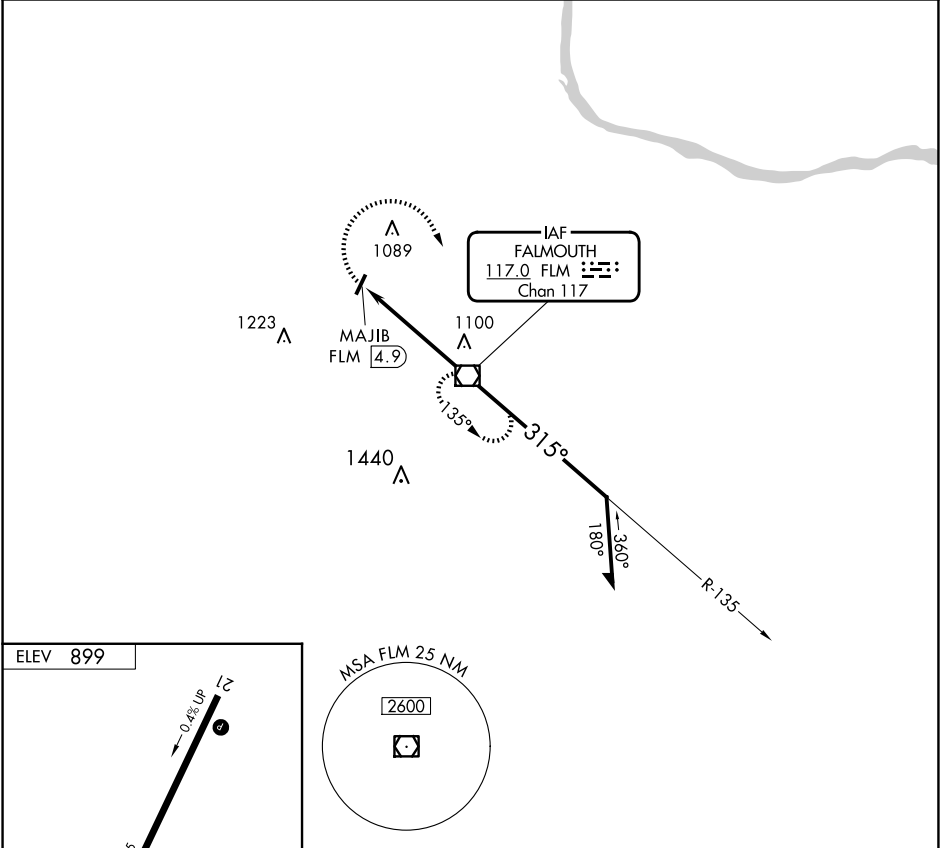 1089
IAF
FALMOUTH
117.0 FLM
Chan 117
1223
MAJIB
FLM 4.9
1100
135°
315°
1440
180°
360°
R-135
ELEV 899
21
0.4% UP
P
MSA FLM 25 NM
2600